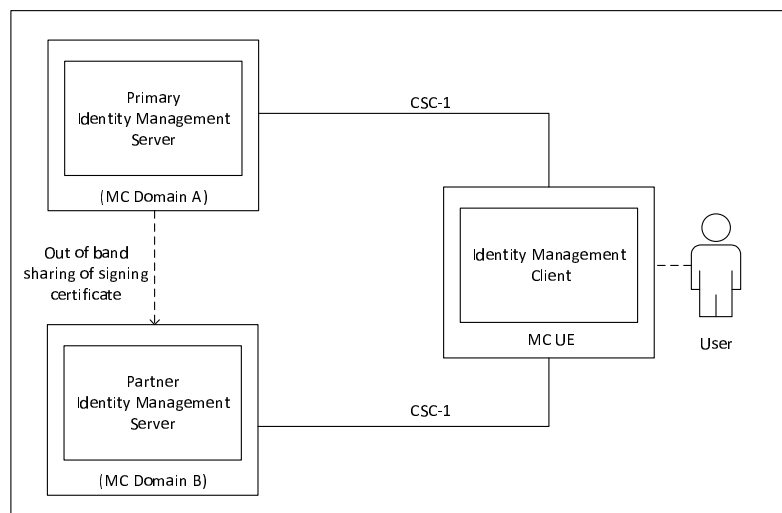 Primary
Identity Management
Server
(MC Domain A)
CSC-1
Out of band
sharing of signing
certificate
Identity Management
Client
MC UE
User
Partner
Identity Management
Server
(MC Domain B)
CSC-1